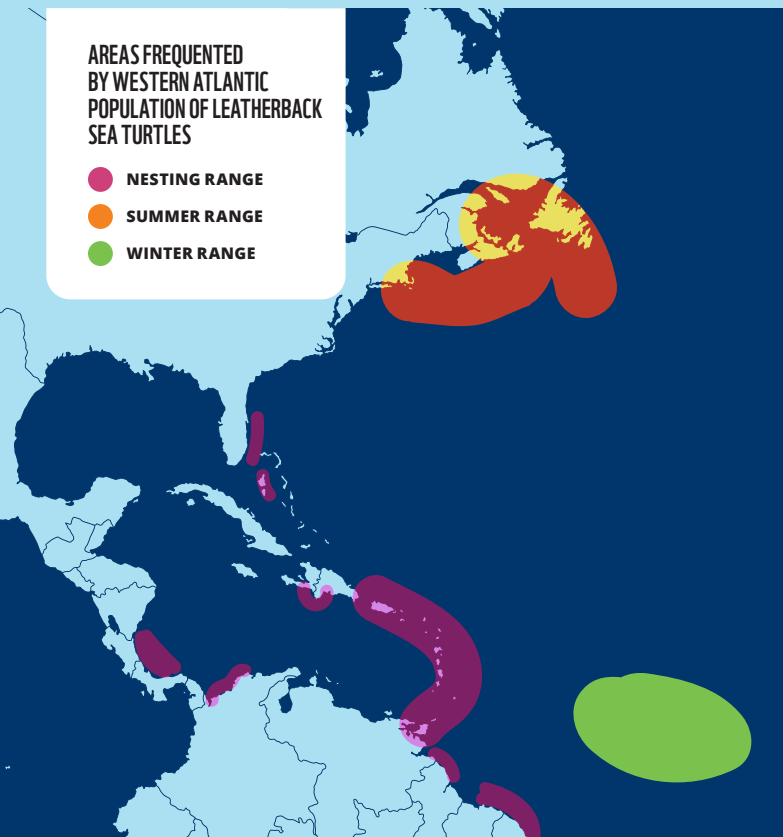 AREAS FREQUENTED
BY WESTERN ATLANTIC
POPULATION OF LEATHERBACK
SEA TURTLES
NESTING RANGE
SUMMER RANGE
WINTER RANGE